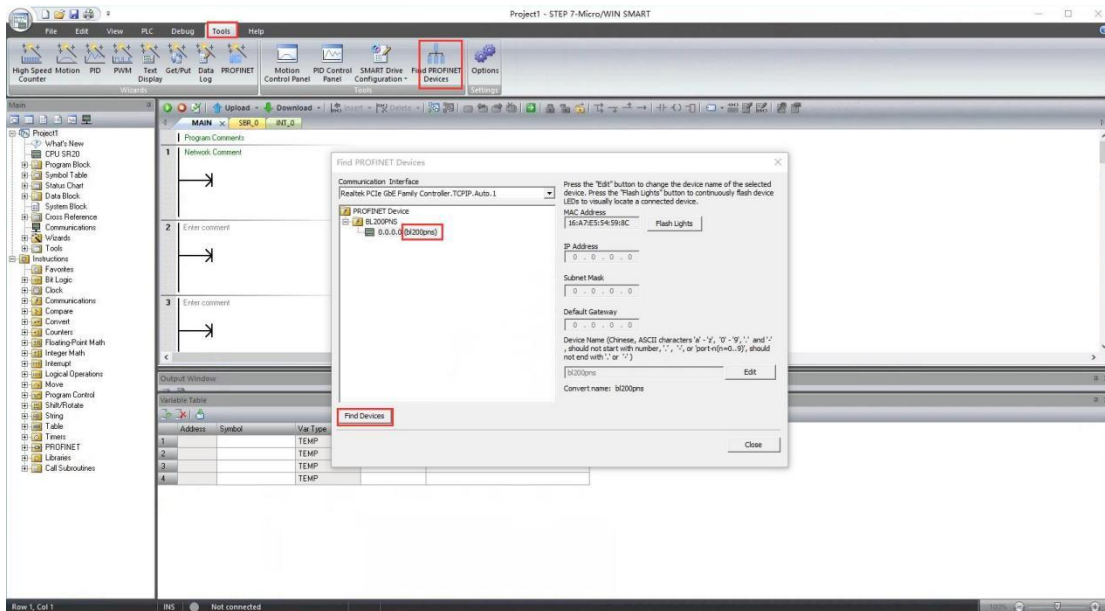 Project1 - STEP 7-Micro/WIN SMART
File Edit View PLC Debug Tools Help
High Speed Counter Motion PID PWM Text Display Get/Put Data Log PROFINET
Motion Control Panel PID Control Panel SMART Drive Configuration Find PROFINET Devices Options
Wizards Tools Settings
Main
Upload Download Insert Delete
MAIN SBR_0 INT_0
Project1
What's New
CPU SR20
Program Block
Symbol Table
Status Chart
Data Block
System Block
Cross Reference
Communications
Wizards
Tools
Instructions
Favorites
Bit Logic
Clock
Communications
Compare
Convert
Counters
Floating-Point Math
Integer Math
Interrupt
Logical Operations
Move
Program Control
Shift/Rotate
String
Table
Timers
PROFINET
Libraries
Call Subroutines
Program Comments
1 Network Comment
2 Enter comment
3 Enter comment
Find PROFINET Devices
Communication Interface
Realtek PCIe GbE Family Controller.TCPIP.Auto.1
PROFINET Device
BL200PNS
0.0.0.0 (bl200pns)
Find Devices
Press the "Edit" button to change the device name of the selected
device. Press the "Flash Lights" button to continuously flash device
LEDs to visually locate a connected device.
MAC Address
16:A7:E5:54:59:8C Flash Lights
IP Address
0 . 0 . 0 . 0
Subnet Mask
0 . 0 . 0 . 0
Default Gateway
0 . 0 . 0 . 0
Device Name (Chinese, ASCII characters 'a' - 'z', '0' - '9', '.' and '-'
, should not start with number, '.', '-', or 'port-n(n=0..9)', should
not end with '.' or '-')
bl200pns Edit
Convert name: bl200pns
Close
Output Window
Variable Table
Address Symbol Var Type
1 TEMP
2 TEMP
3 TEMP
4 TEMP
Row 1, Col 1 INS Not connected 100%